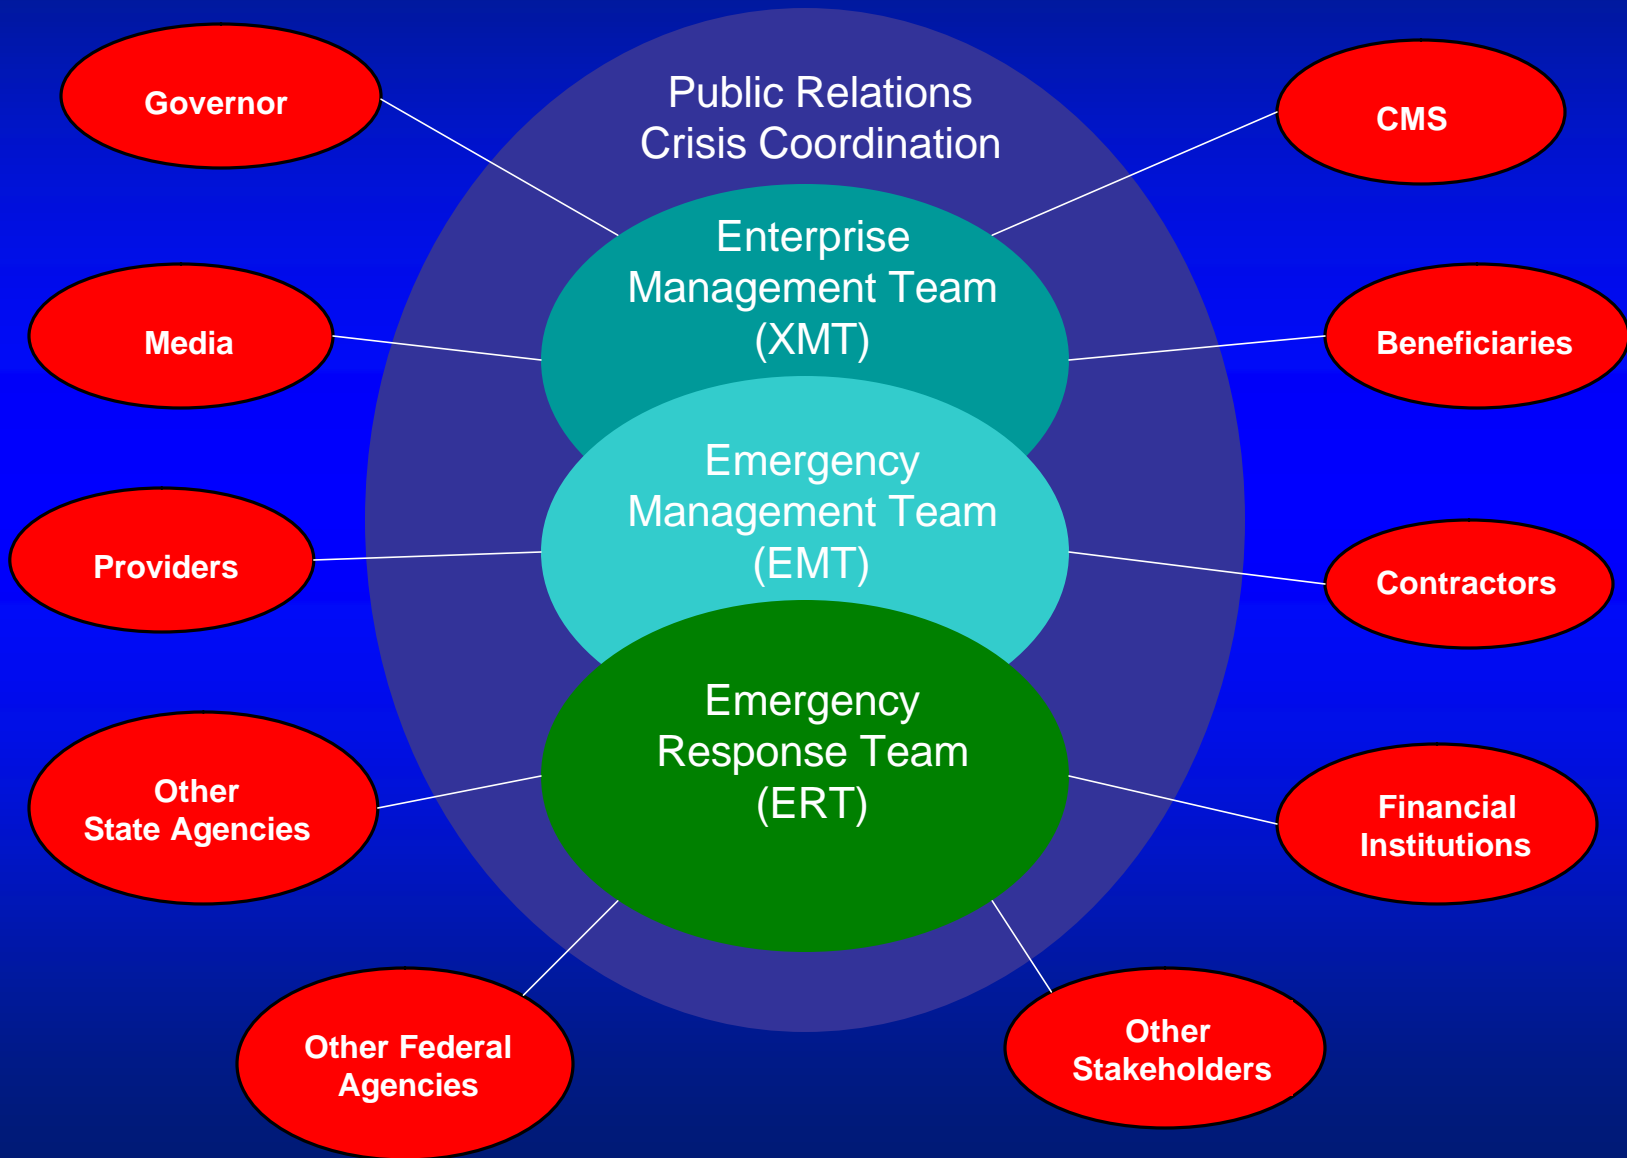 Public Relations
Crisis Coordination
Governor
CMS
Enterprise
Management Team
(XMT)
Media
Beneficiaries
Emergency
Management Team
(EMT)
Providers
Contractors
Emergency
Response Team
(ERT)
Other
State Agencies
Financial
Institutions
Other Federal
Agencies
Other
Stakeholders